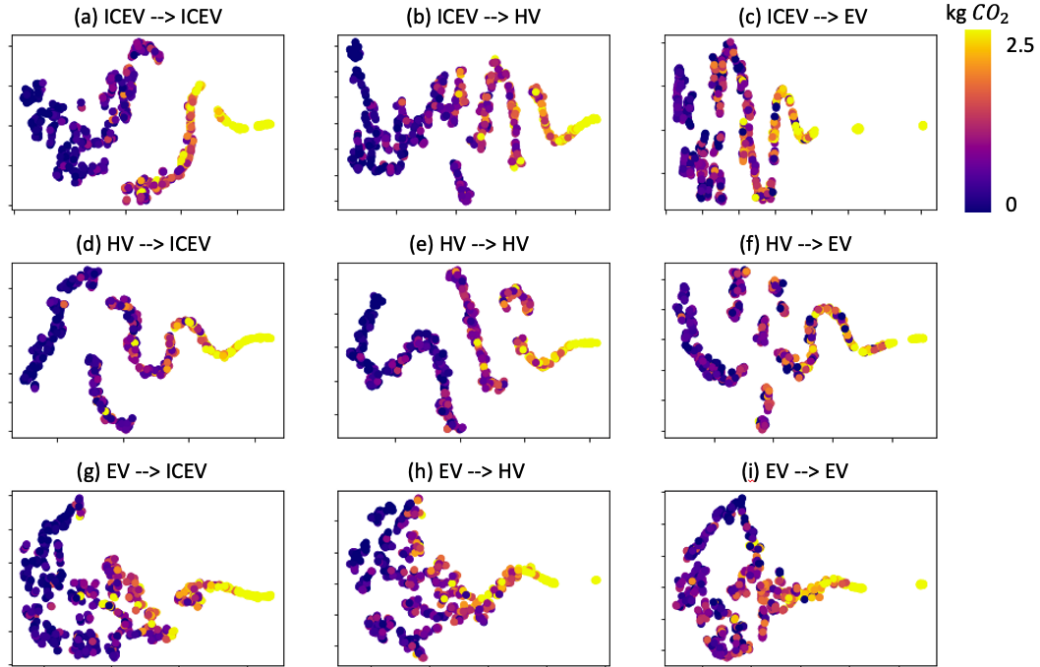 (a) ICEV --> ICEV
(b) ICEV --> HV
(c) ICEV --> EV
kg CO₂
2.5
0
(d) HV --> ICEV
(e) HV --> HV
(f) HV --> EV
(g) EV --> ICEV
(h) EV --> HV
(i) EV --> EV